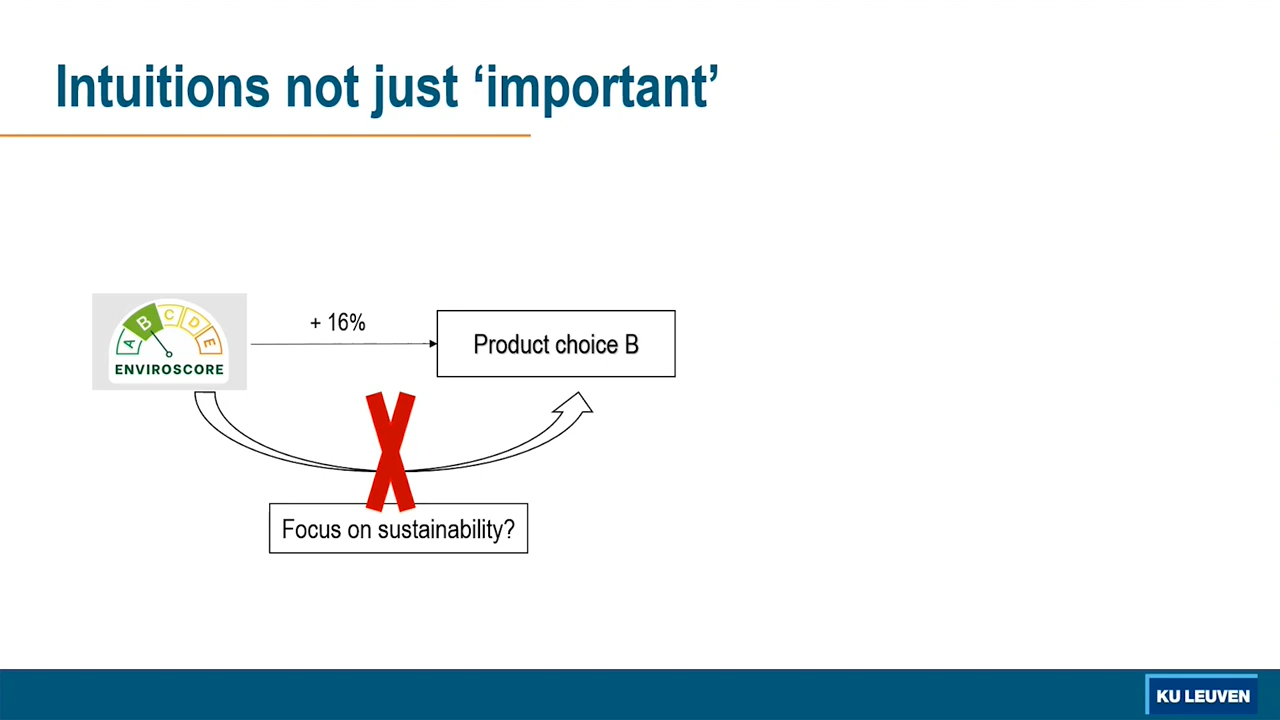 Intuitions not just ‘important’
A B C D E
ENVIROSCORE
+ 16%
Product choice B
Focus on sustainability?
KU LEUVEN